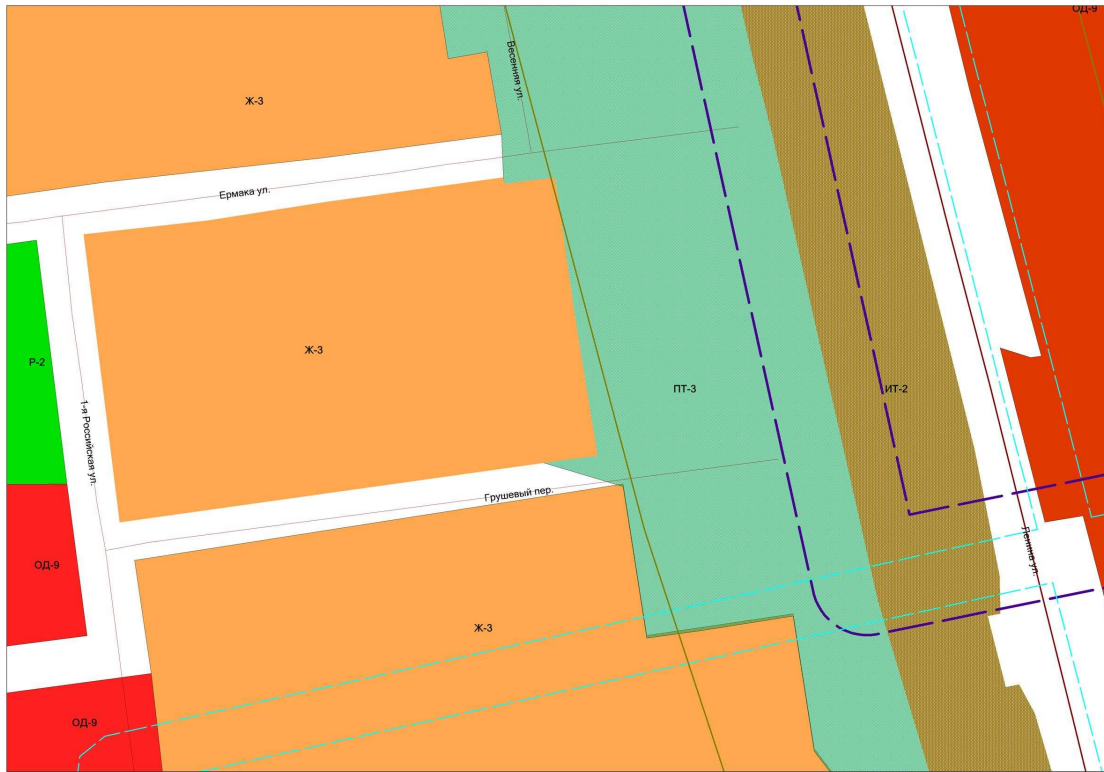 ОД-9
Весенняя ул.
Ж-3
Ермака ул.
Ж-3
Р-2
ПТ-3
ИТ-2
1-я Российская ул.
Грушевый пер.
Ленина ул.
ОД-9
Ж-3
ОД-9